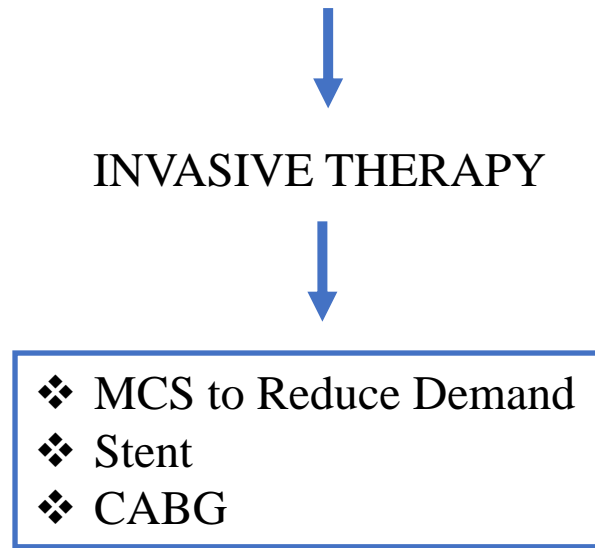 INVASIVE THERAPY
❖ MCS to Reduce Demand
❖ Stent
❖ CABG